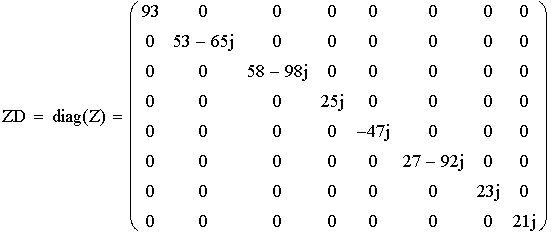 93 0 0 0 0 0 0 0
0 53 – 65j 0 0 0 0 0 0
0 0 58 – 98j 0 0 0 0 0
ZD = diag(Z) = 0 0 0 25j 0 0 0 0
0 0 0 0 –47j 0 0 0
0 0 0 0 0 27 – 92j 0 0
0 0 0 0 0 0 23j 0
0 0 0 0 0 0 0 21j